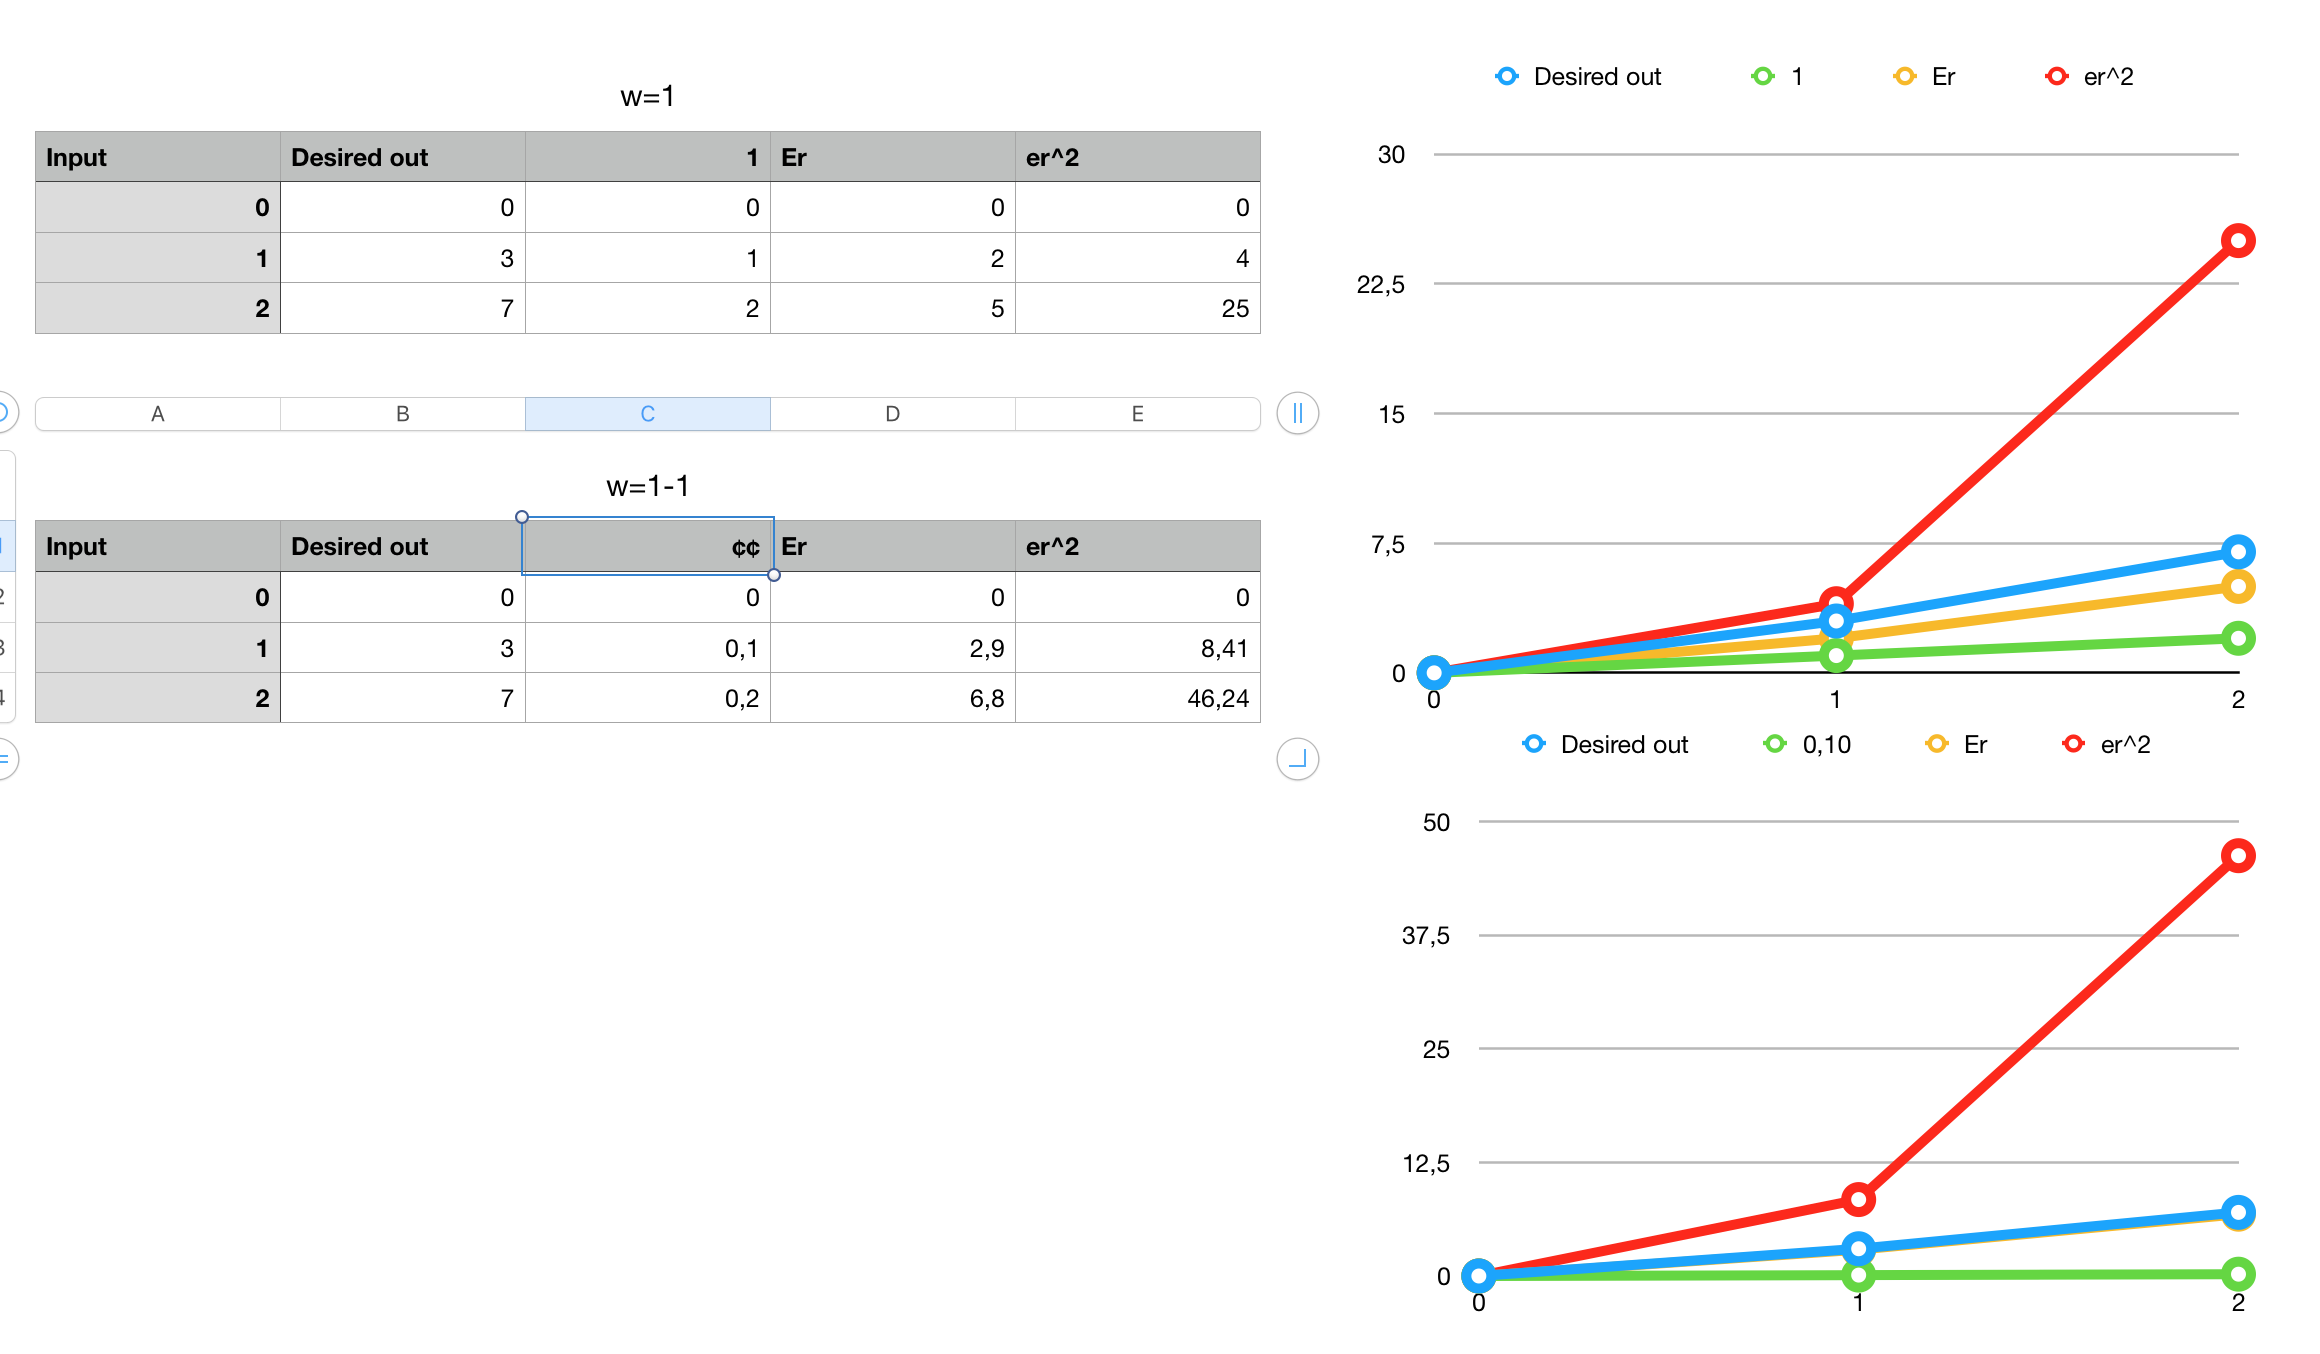 w=1
Input Desired out 1 Er er^2
0 0 0 0 0
1 3 1 2 4
2 7 2 5 25
A B C D E
w=1-1
Input Desired out ¢¢ Er er^2
0 0 0 0 0
1 3 0,1 2,9 8,41
2 7 0,2 6,8 46,24
Desired out 1 Er er^2
30
22,5
15
7,5
0
0 1 2
Desired out 0,10 Er er^2
50
37,5
25
12,5
0
0 1 2